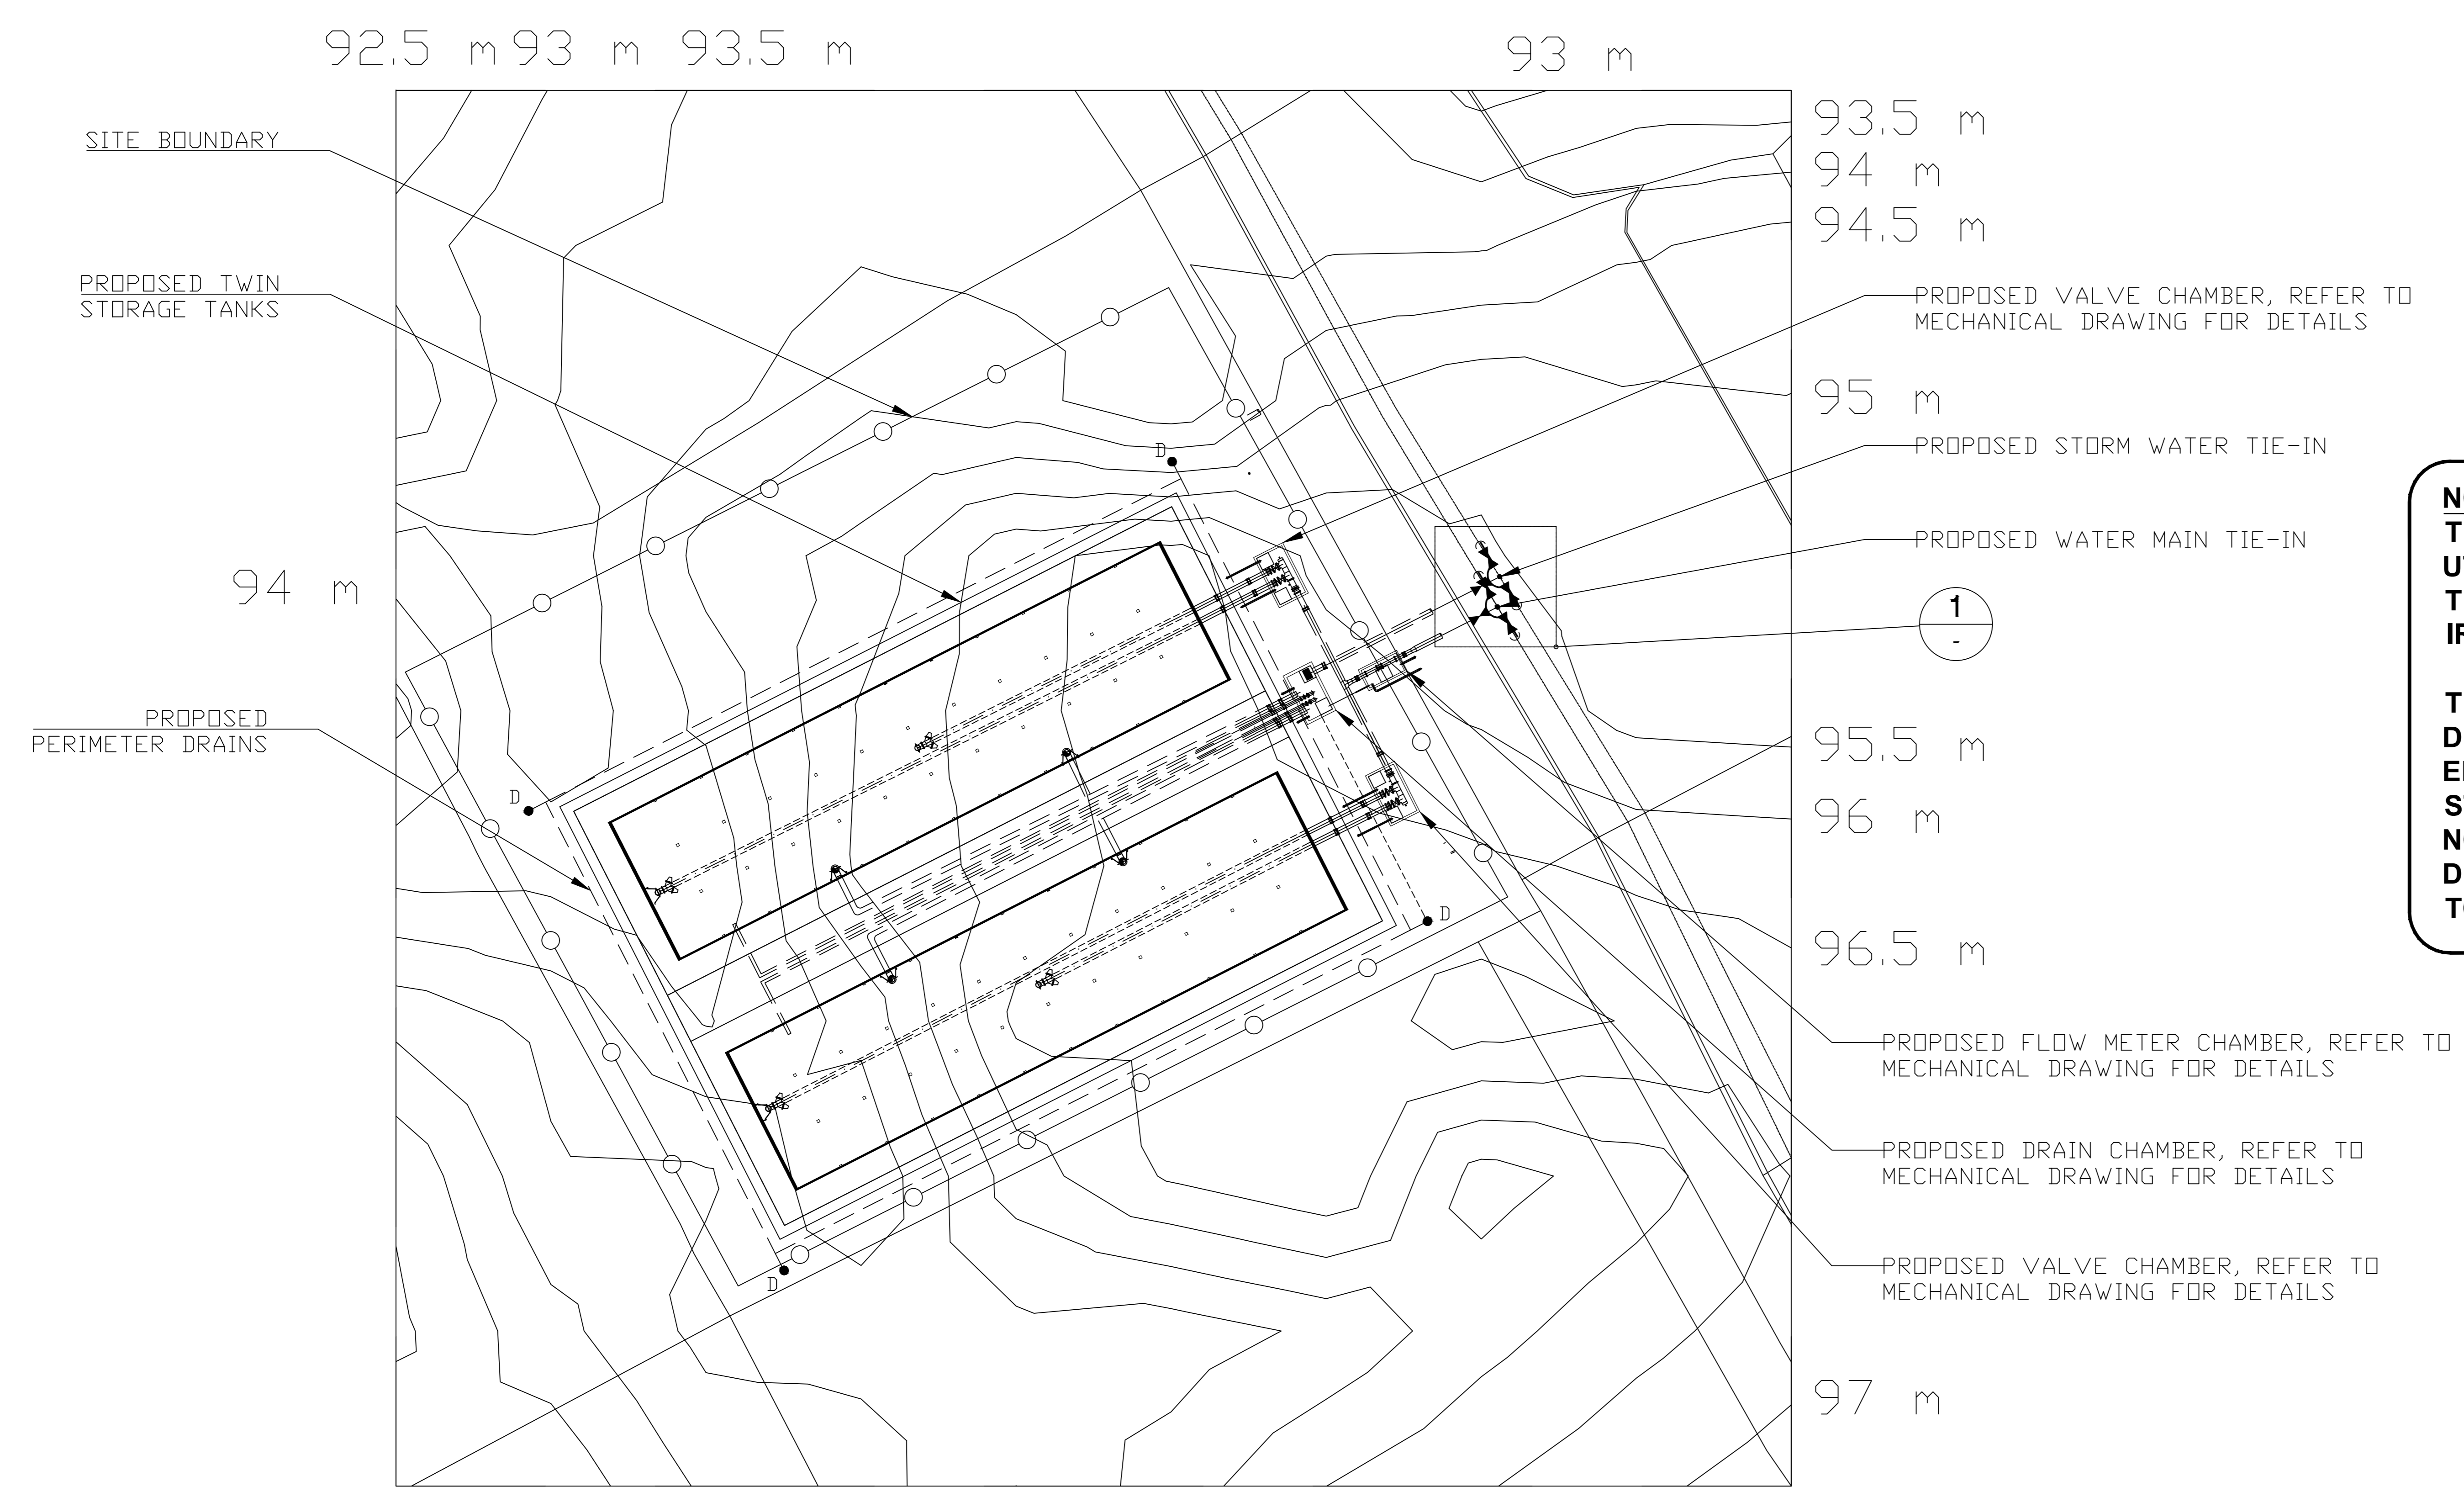 92.5 m 93 m 93.5 m
93 m
SITE BOUNDARY
PROPOSED TWIN
STORAGE TANKS
94 m
PROPOSED
PERIMETER DRAINS
D
D
D
D
93.5 m
94 m
94.5 m
PROPOSED VALVE CHAMBER, REFER TO
MECHANICAL DRAWING FOR DETAILS
95 m
PROPOSED STORM WATER TIE-IN
PROPOSED WATER MAIN TIE-IN
1
-
95.5 m
96 m
96.5 m
PROPOSED FLOW METER CHAMBER, REFER TO
MECHANICAL DRAWING FOR DETAILS
PROPOSED DRAIN CHAMBER, REFER TO
MECHANICAL DRAWING FOR DETAILS
PROPOSED VALVE CHAMBER, REFER TO
MECHANICAL DRAWING FOR DETAILS
97 m